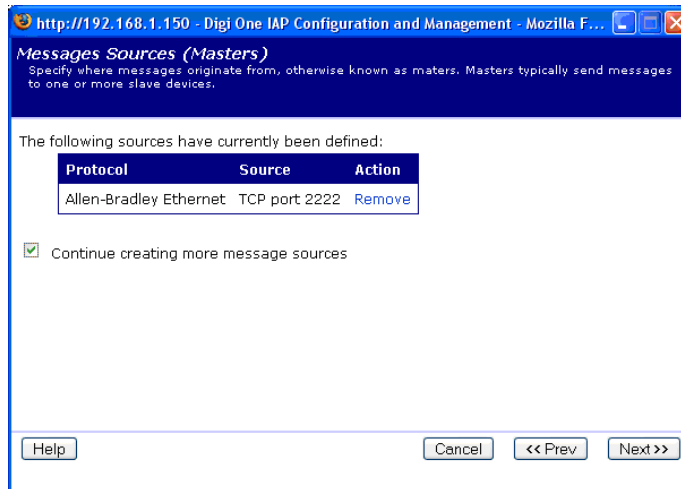 http://192.168.1.150 - Digi One IAP Configuration and Management - Mozilla F...
Messages Sources (Masters)
Specify where messages originate from, otherwise known as maters. Masters typically send messages
to one or more slave devices.
The following sources have currently been defined:
Protocol Source Action
Allen-Bradley Ethernet TCP port 2222 Remove
Continue creating more message sources
Help Cancel << Prev Next >>